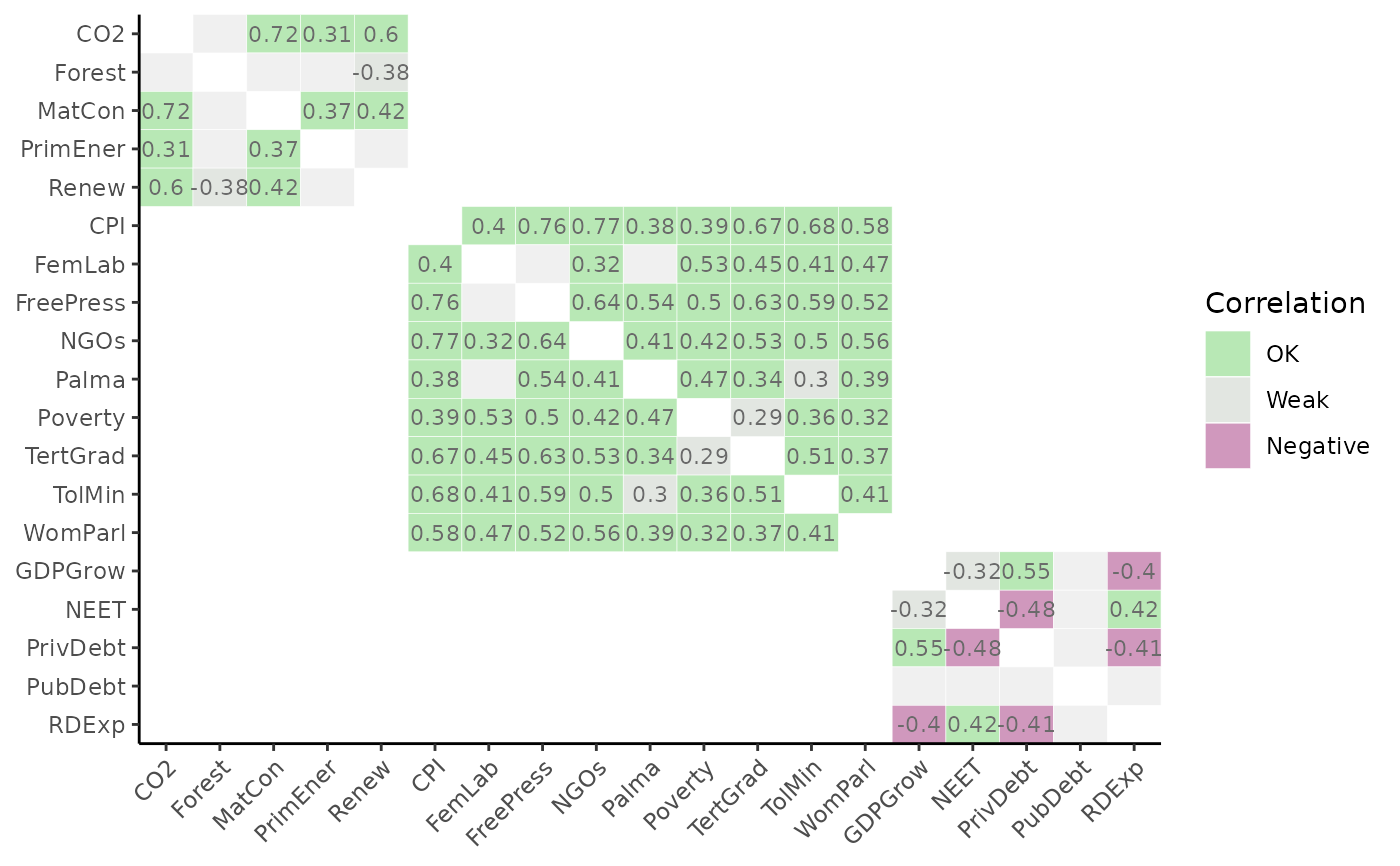 CO2 0.72 0.31 0.6
Forest -0.38
MatCon 0.72 0.37 0.42
PrimEner 0.31 0.37
Renew 0.6 -0.38 0.42
CPI 0.4 0.76 0.77 0.38 0.39 0.67 0.68 0.58
FemLab 0.4 0.32 0.53 0.45 0.41 0.47
FreePress 0.76 0.64 0.54 0.5 0.63 0.59 0.52
NGOs 0.77 0.32 0.64 0.41 0.42 0.53 0.5 0.56
Palma 0.38 0.54 0.41 0.47 0.34 0.3 0.39
Poverty 0.39 0.53 0.5 0.42 0.47 0.29 0.36 0.32
TertGrad 0.67 0.45 0.63 0.53 0.34 0.29 0.51 0.37
TolMin 0.68 0.41 0.59 0.5 0.3 0.36 0.51 0.41
WomParl 0.58 0.47 0.52 0.56 0.39 0.32 0.37 0.41
GDPGrow -0.32 0.55 -0.4
NEET -0.32 -0.48 0.42
PrivDebt 0.55 -0.48 -0.41
PubDebt
RDExp -0.4 0.42 -0.41
CO2 Forest MatCon PrimEner Renew CPI FemLab FreePress NGOs Palma Poverty TertGrad TolMin WomParl GDPGrow NEET PrivDebt PubDebt RDExp
Correlation
OK
Weak
Negative